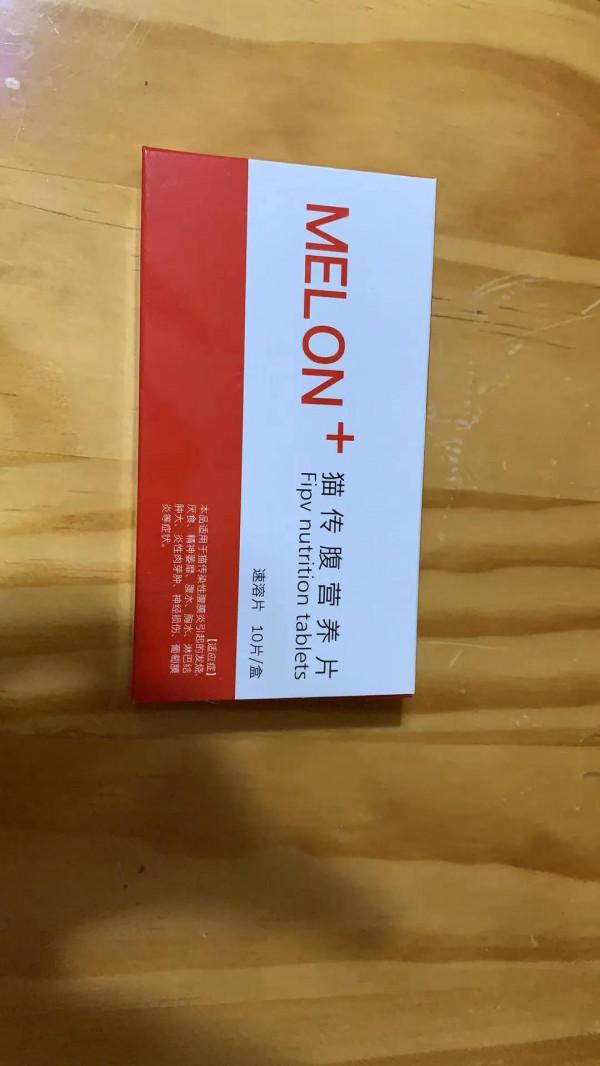 MELON+
猫传腹营养片
Fipv nutrition tablets
速溶片 10片/盒
【适应症】
本品适用于猫传染性腹膜炎引起的发烧、
厌食、精神萎靡、腹水、胸水、淋巴结
肿大、炎性肉芽肿、神经损伤、葡萄膜
炎等症状。